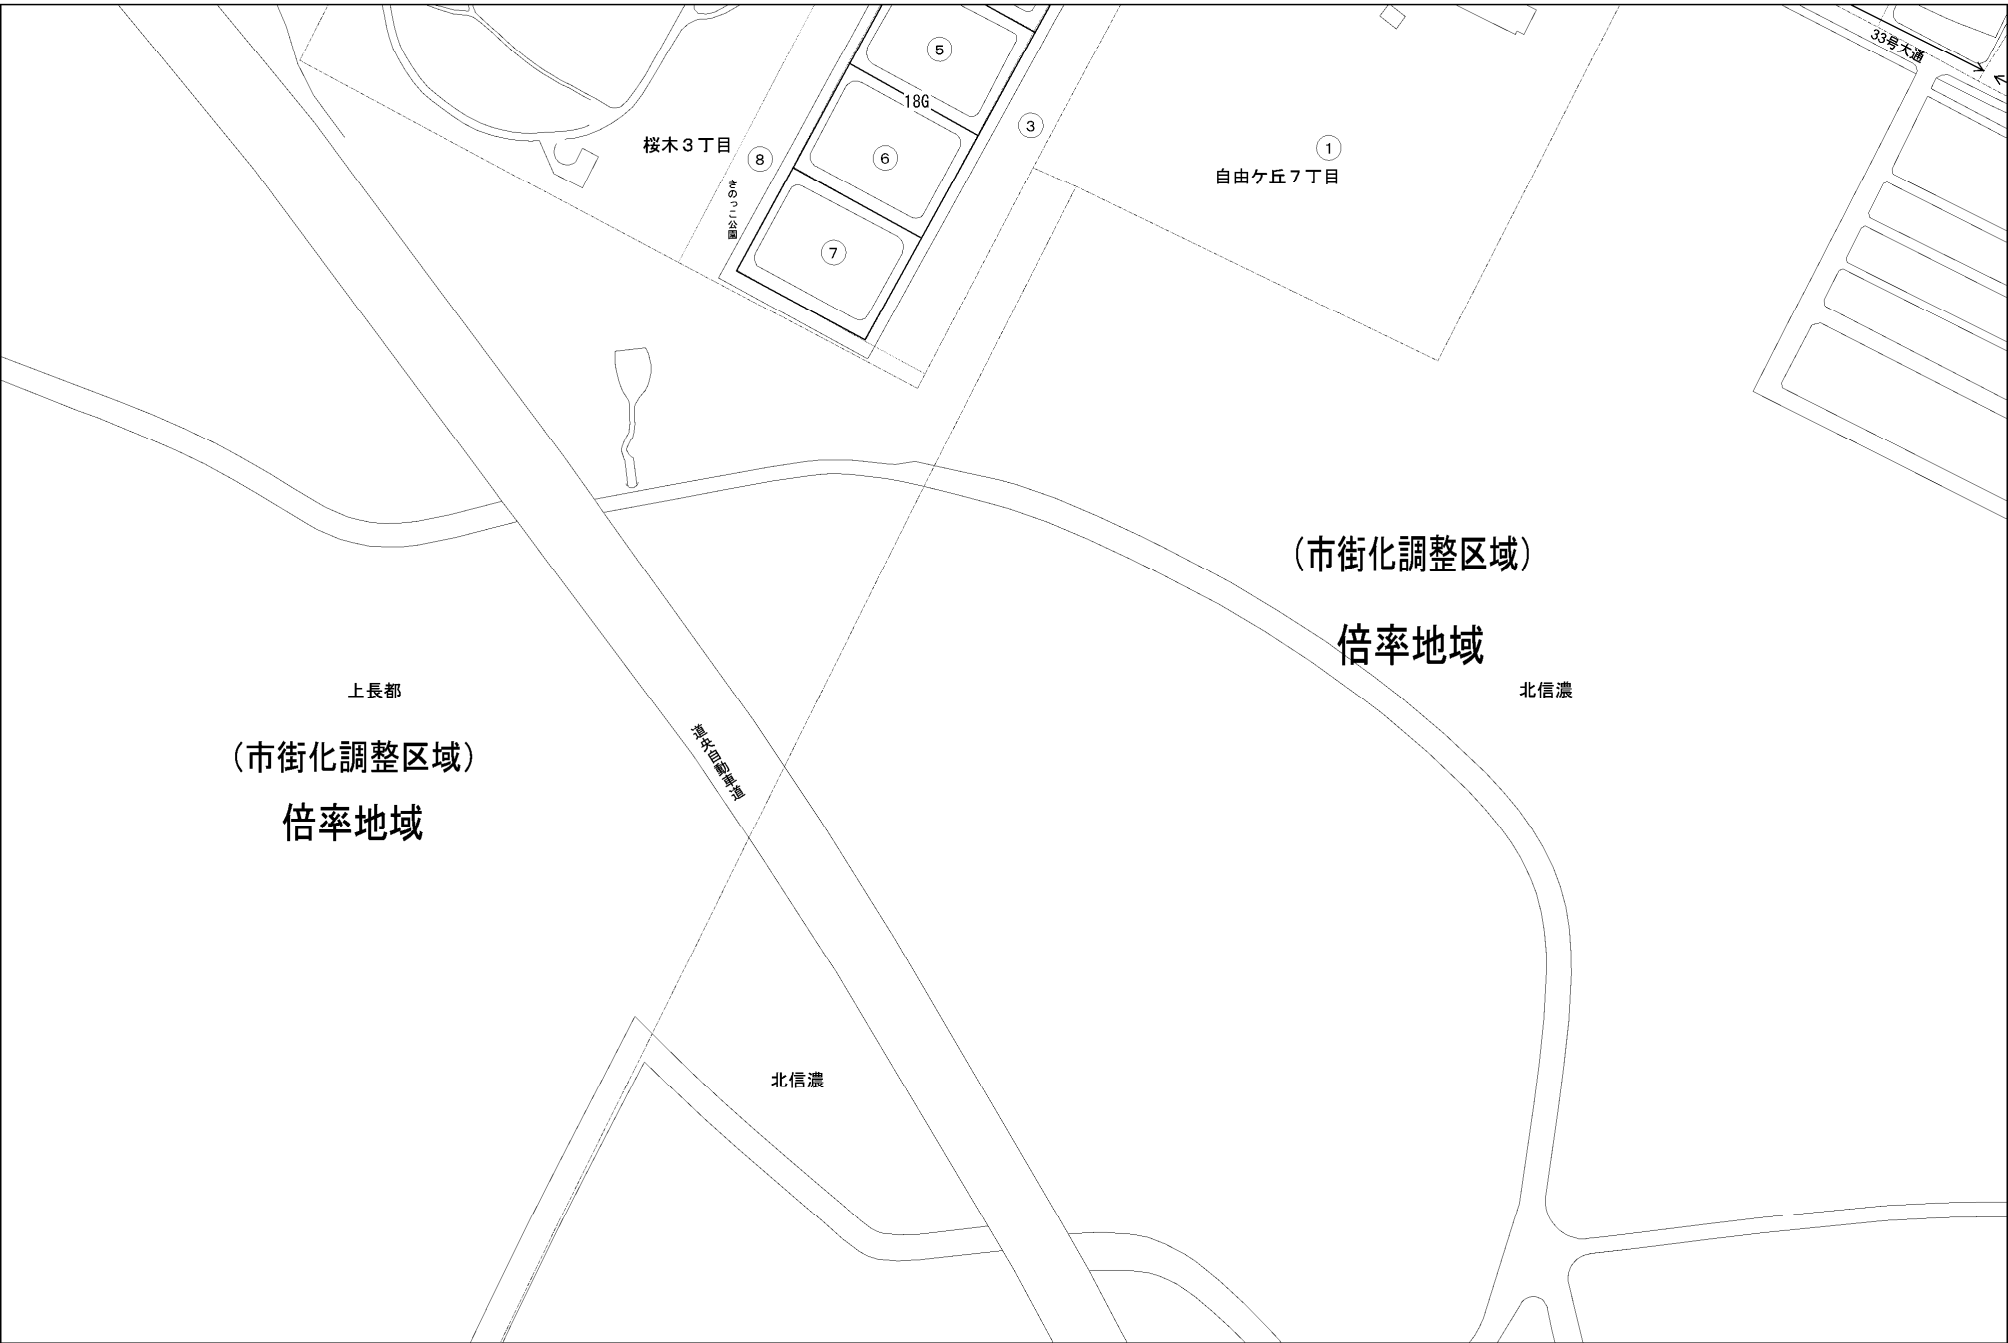 33号大通
⑤
18G
③
桜木３丁目
⑧
⑥
①
自由ケ丘７丁目
きのっこ公園
⑦
（市街化調整区域）
倍率地域
北信濃
上長都
（市街化調整区域）
倍率地域
道央自動車道
北信濃